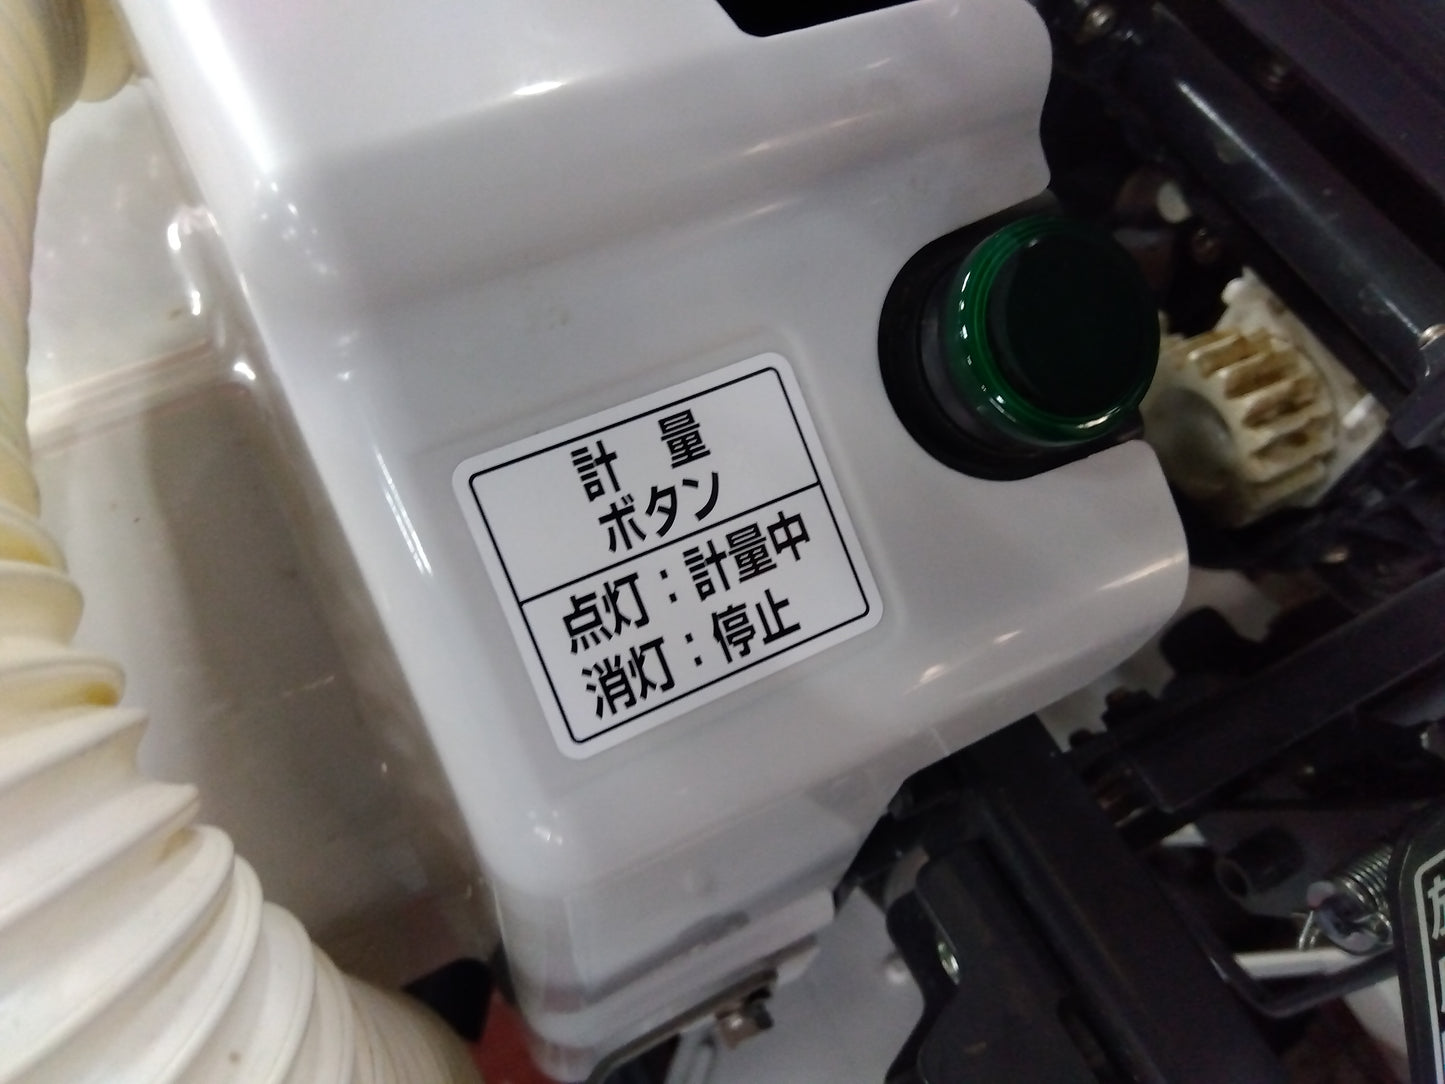 計　量
ボタン
点灯：計量中
消灯：停止